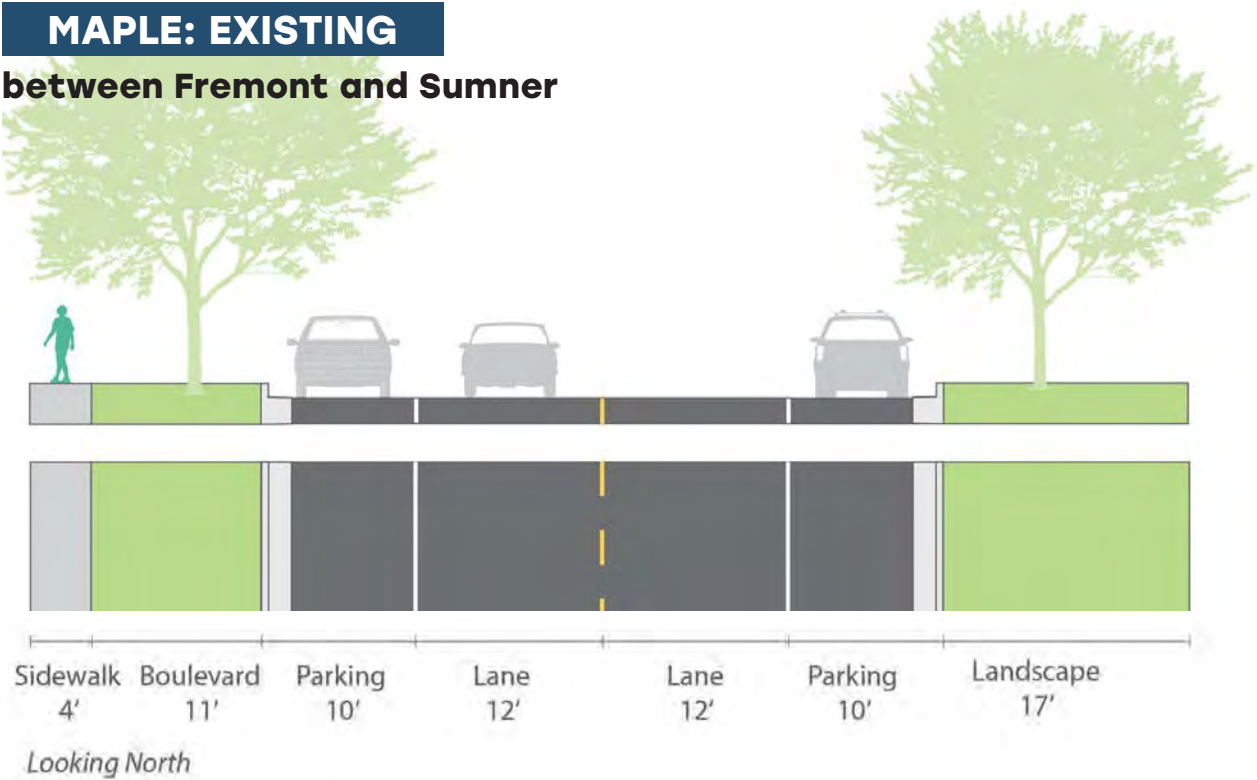 MAPLE: EXISTING
between Fremont and Sumner
Sidewalk Boulevard Parking Lane Lane Parking Landscape
4’ 11’ 10’ 12’ 12’ 10’ 17’
Looking North